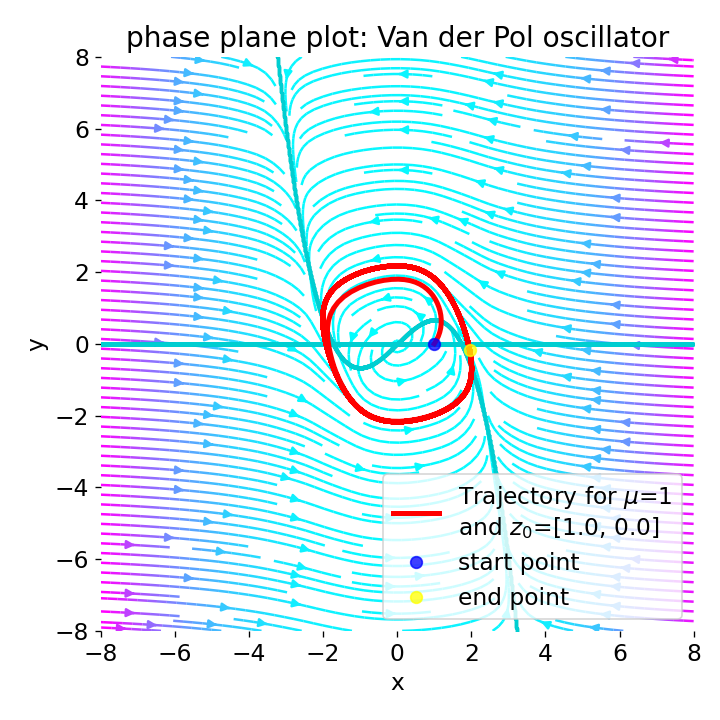 phase plane plot: Van der Pol oscillator
8
6
4
2
0
−2
−4
−6
−8
y
Trajectory for μ=1
and z₀=[1.0, 0.0]
start point
end point
−8 −6 −4 −2 0 2 4 6 8
x